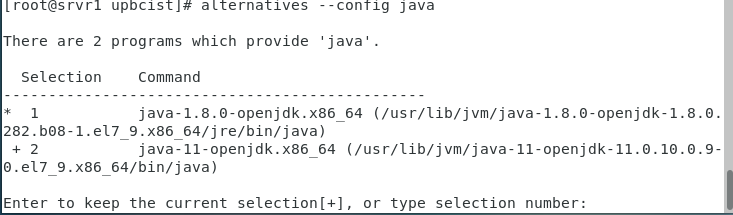 [root@srvr1 upbcist]# alternatives --config java
There are 2 programs which provide 'java'.
  Selection    Command
-----------------------------------------------
*  1           java-1.8.0-openjdk.x86_64 (/usr/lib/jvm/java-1.8.0-openjdk-1.8.0.
282.b08-1.el7_9.x86_64/jre/bin/java)
 + 2           java-11-openjdk.x86_64 (/usr/lib/jvm/java-11-openjdk-11.0.10.0.9-
0.el7_9.x86_64/bin/java)
Enter to keep the current selection[+], or type selection number: